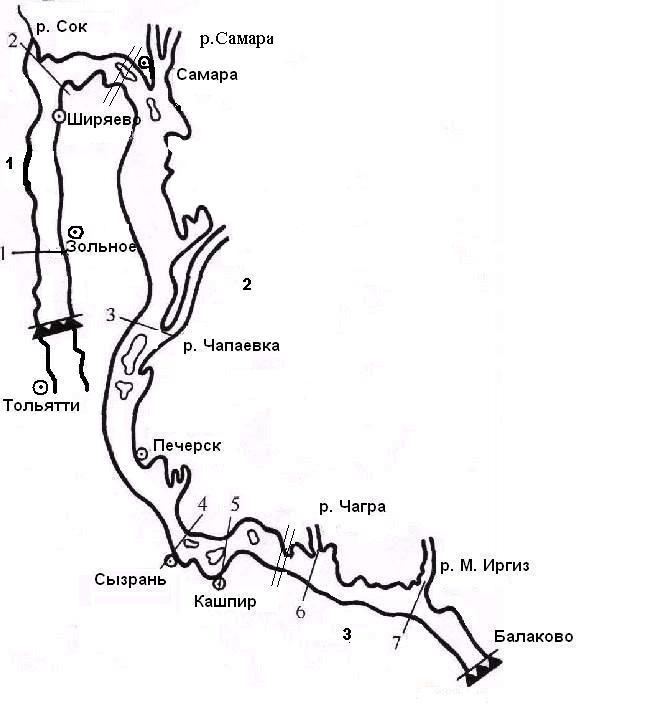 р. Сок
р.Самара
2
Самара
Ширяево
1
Зольное
1
2
3
р. Чапаевка
Тольятти
Печерск
4
5
р. Чагра
р. М. Иргиз
Сызрань
Кашпир
6
3
7
Балаково